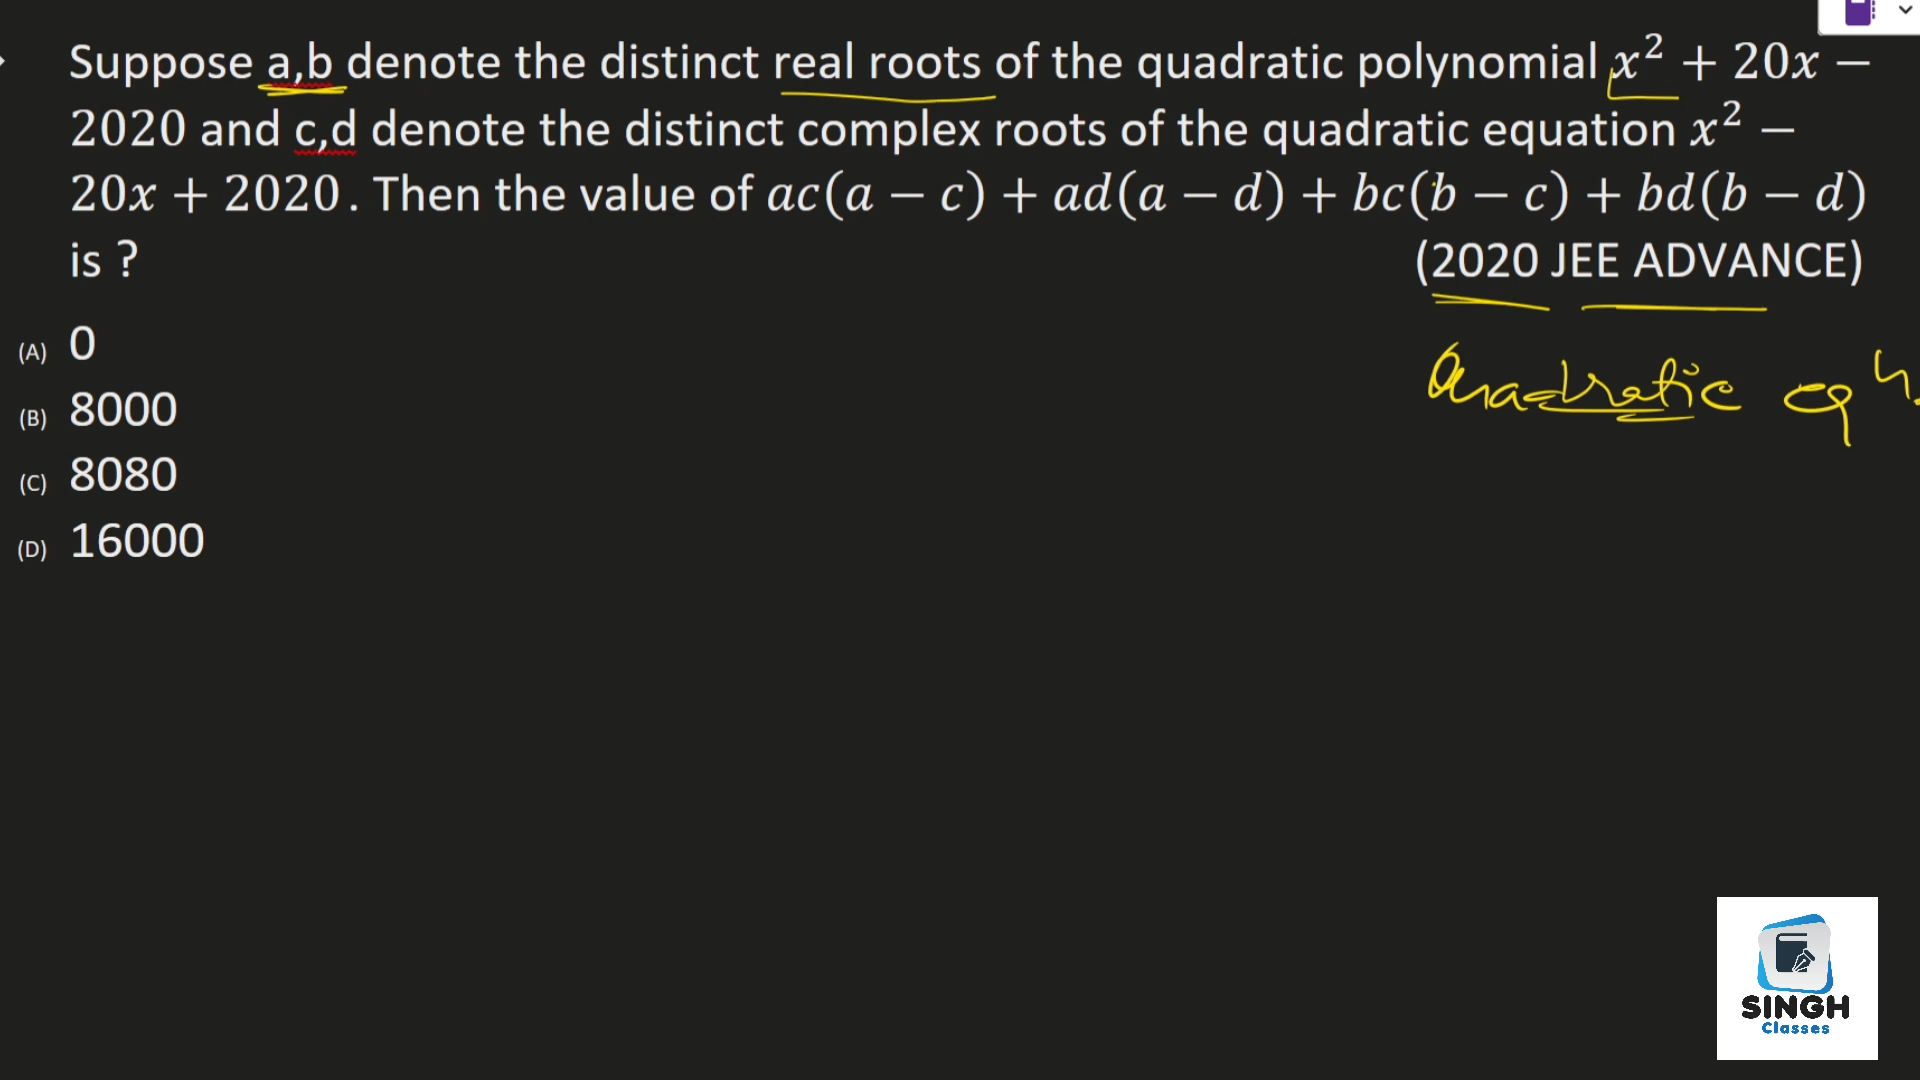 Suppose a,b denote the distinct real roots of the quadratic polynomial x² + 20x −
2020 and c,d denote the distinct complex roots of the quadratic equation x² −
20x + 2020. Then the value of ac(a − c) + ad(a − d) + bc(b − c) + bd(b − d)
is ? (2020 JEE ADVANCE)
Quadratic eqⁿ.
(A) 0
(B) 8000
(C) 8080
(D) 16000
SINGH
Classes